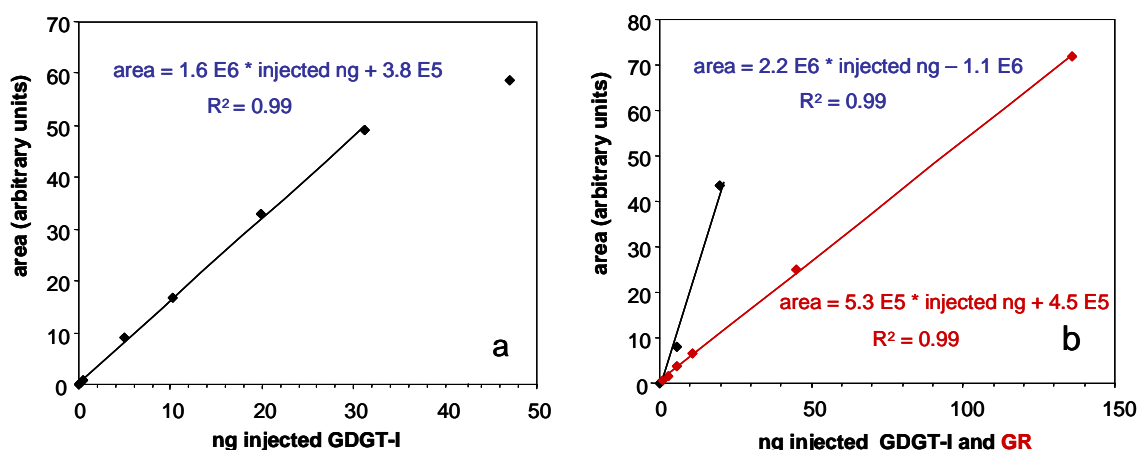 70
60
50
40
30
20
10
0
area (arbitrary units)
area = 1.6 E6 * injected ng + 3.8 E5
R² = 0.99
a
0 10 20 30 40 50
ng injected GDGT-I
80
70
60
50
40
30
20
10
0
area (arbitrary units)
area = 2.2 E6 * injected ng – 1.1 E6
R² = 0.99
area = 5.3 E5 * injected ng + 4.5 E5
R² = 0.99
b
0 50 100 150
ng injected GDGT-I and GR